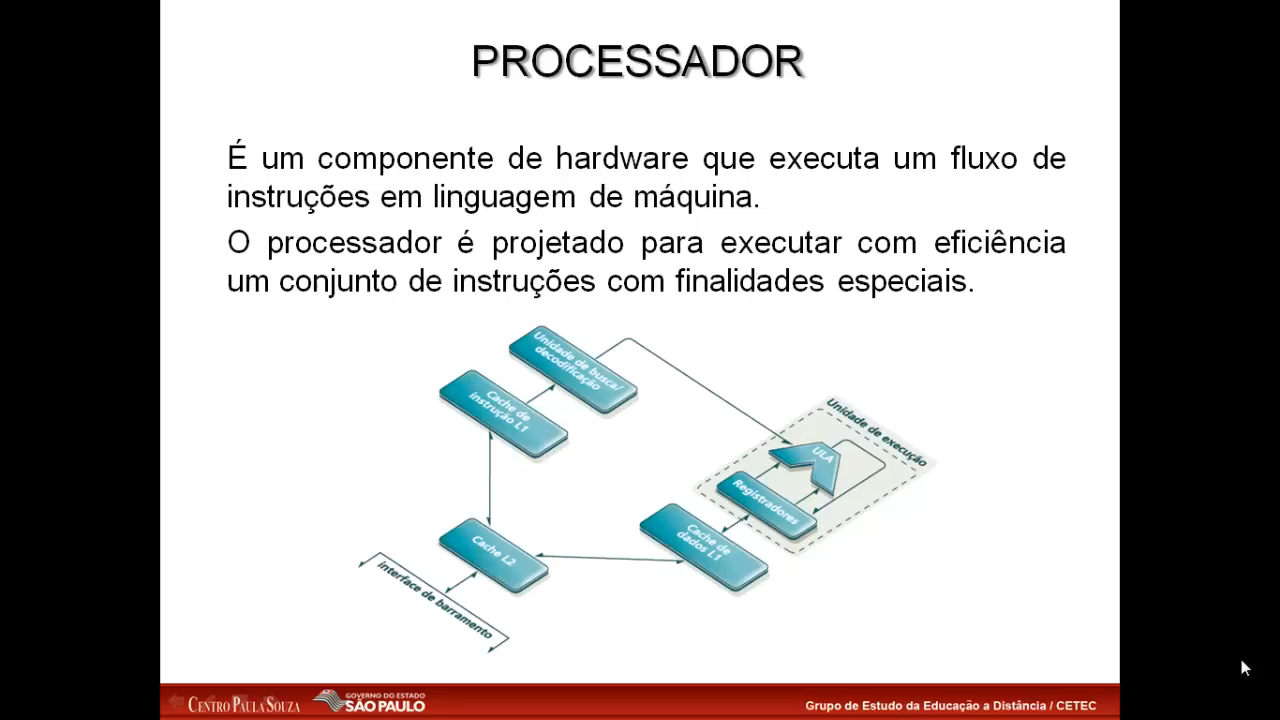 PROCESSADOR
É um componente de hardware que executa um fluxo de
instruções em linguagem de máquina.
O processador é projetado para executar com eficiência
um conjunto de instruções com finalidades especiais.
Unidade de busca/
decodificação
Cache de
instrução L1
Unidade de execução
ULA
Registradores
Cache de
dados L1
Cache L2
interface de barramento
CENTRO PAULA SOUZA
GOVERNO DO ESTADO
SÃO PAULO
Grupo de Estudo da Educação a Distância / CETEC